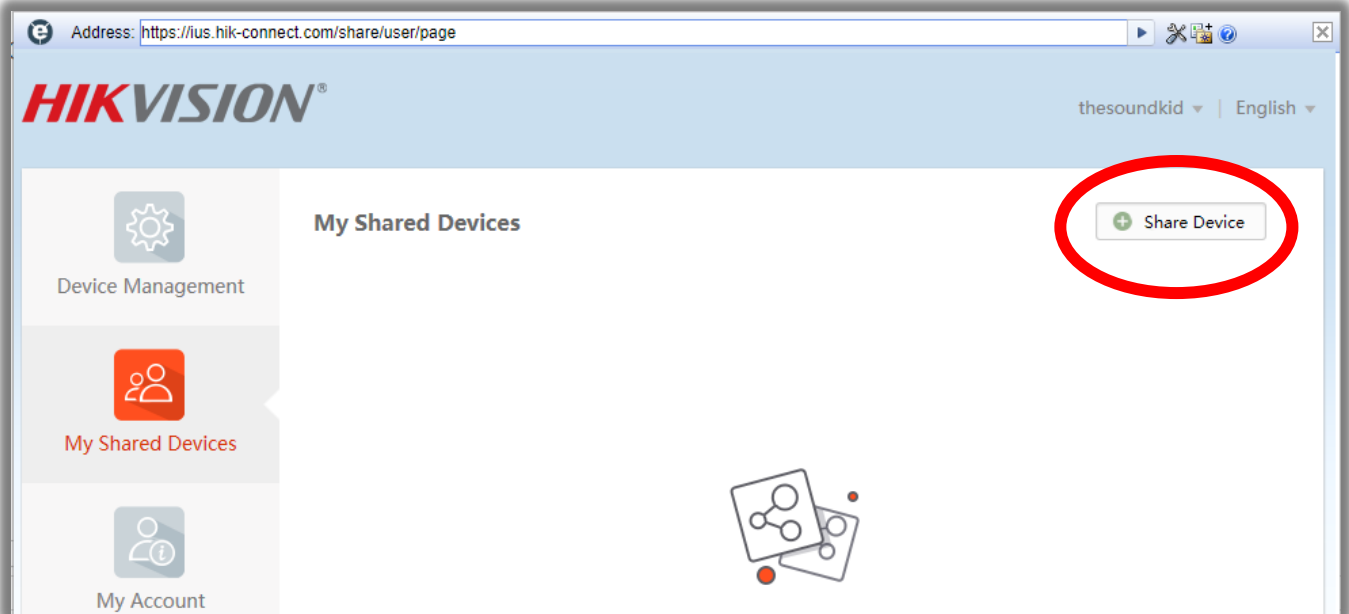 Address: https://ius.hik-connect.com/share/user/page
HIKVISION®
thesoundkid | English
My Shared Devices
Share Device
Device Management
My Shared Devices
My Account